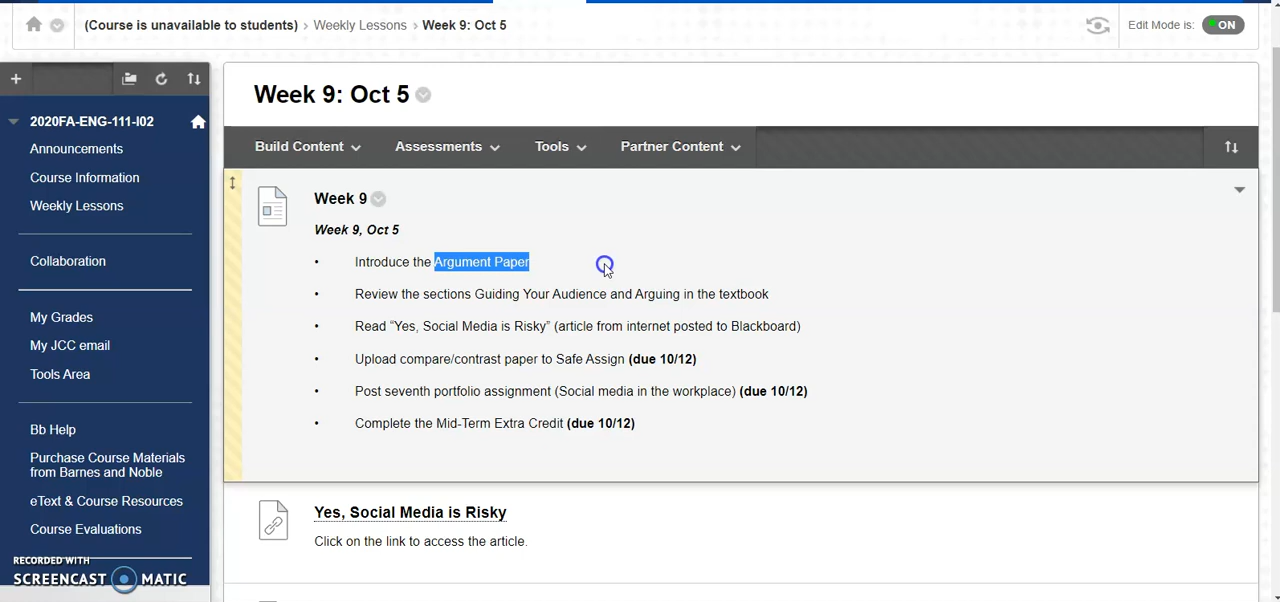 (Course is unavailable to students) › Weekly Lessons › Week 9: Oct 5
Edit Mode is: ON
2020FA-ENG-111-I02
Announcements
Course Information
Weekly Lessons
Collaboration
My Grades
My JCC email
Tools Area
Bb Help
Purchase Course Materials
from Barnes and Noble
eText & Course Resources
Course Evaluations
RECORDED WITH
SCREENCAST MATIC
Week 9: Oct 5
Build Content Assessments Tools Partner Content
Week 9
Week 9, Oct 5
• Introduce the Argument Paper
• Review the sections Guiding Your Audience and Arguing in the textbook
• Read “Yes, Social Media is Risky” (article from internet posted to Blackboard)
• Upload compare/contrast paper to Safe Assign (due 10/12)
• Post seventh portfolio assignment (Social media in the workplace) (due 10/12)
• Complete the Mid-Term Extra Credit (due 10/12)
Yes, Social Media is Risky
Click on the link to access the article.